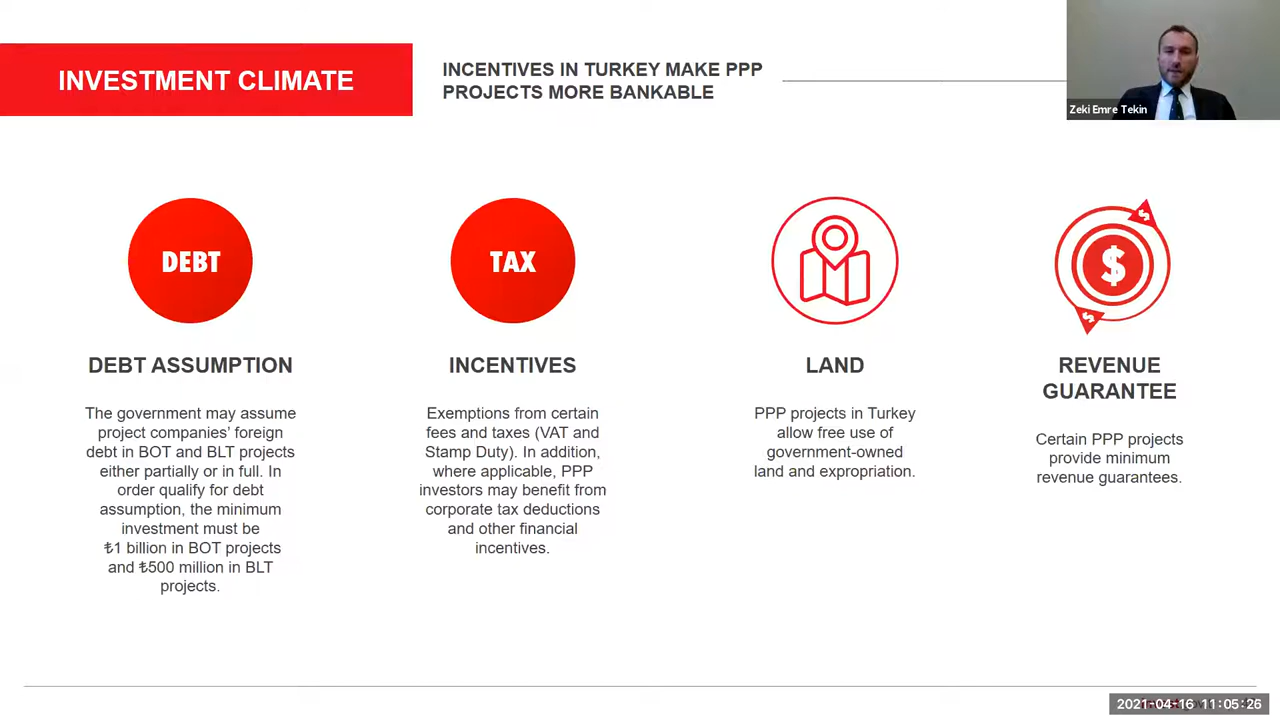 INVESTMENT CLIMATE
INCENTIVES IN TURKEY MAKE PPP
PROJECTS MORE BANKABLE
Zeki Emre Tekin
DEBT
DEBT ASSUMPTION
The government may assume
project companies' foreign
debt in BOT and BLT projects
either partially or in full. In
order qualify for debt
assumption, the minimum
investment must be
₺1 billion in BOT projects
and ₺500 million in BLT
projects.
TAX
INCENTIVES
Exemptions from certain
fees and taxes (VAT and
Stamp Duty). In addition,
where applicable, PPP
investors may benefit from
corporate tax deductions
and other financial
incentives.
LAND
PPP projects in Turkey
allow free use of
government-owned
land and expropriation.
$
REVENUE
GUARANTEE
Certain PPP projects
provide minimum
revenue guarantees.
2021-04-16 11:05:26